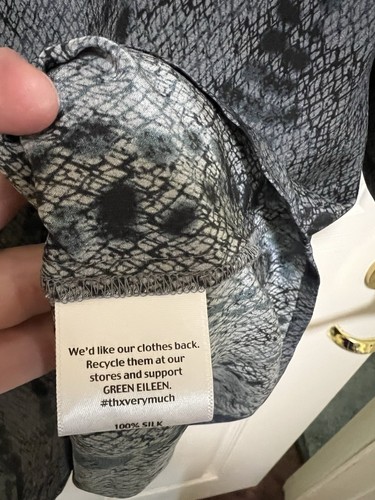 We'd like our clothes back.
Recycle them at our
stores and support
GREEN EILEEN.
#thxverymuch
100% SILK